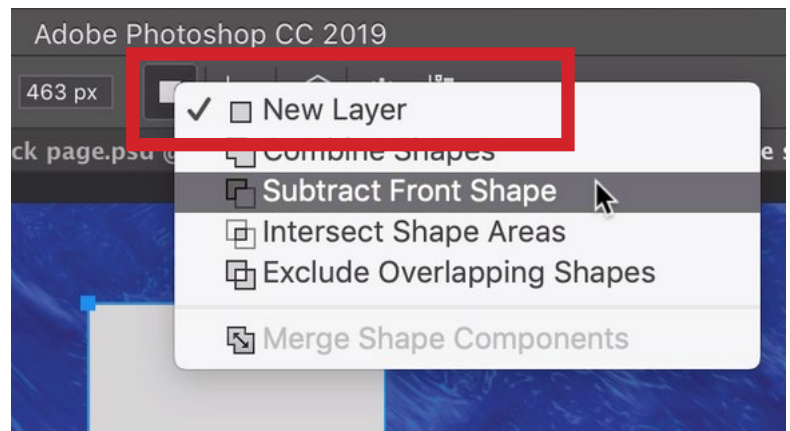 Adobe Photoshop CC 2019
463 px
New Layer
ck page.psd @
Combine Shapes
e s
Subtract Front Shape
Intersect Shape Areas
Exclude Overlapping Shapes
Merge Shape Components